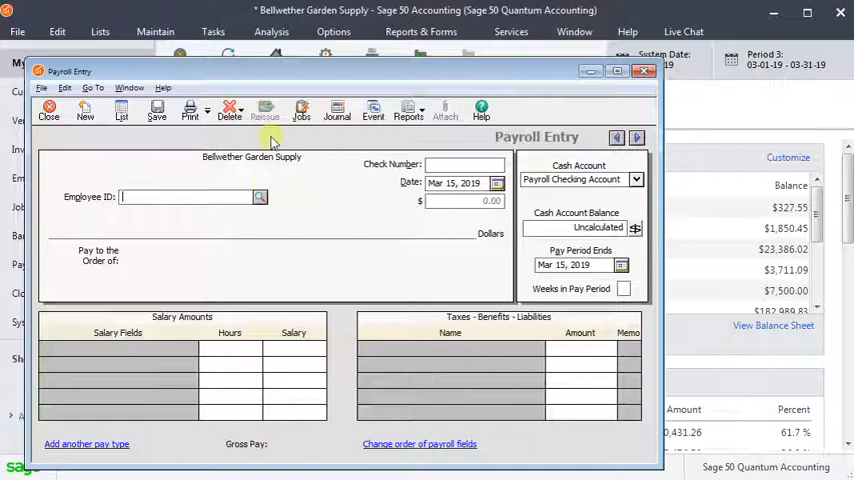 * Bellwether Garden Supply - Sage 50 Accounting (Sage 50 Quantum Accounting)
File Edit Lists Maintain Tasks Analysis Options Reports & Forms Services Window Help Live Chat
System Date:
Period 3:
03-01-19 - 03-31-19
Payroll Entry
File Edit Go To Window Help
Close New List Save Print Delete Reissue Jobs Journal Event Reports Attach Help
Payroll Entry
Bellwether Garden Supply
Check Number:
Date: Mar 15, 2019
$ 0.00
Employee ID:
Dollars
Pay to the
Order of:
Cash Account
Payroll Checking Account
Cash Account Balance
Uncalculated
Pay Period Ends
Mar 15, 2019
Weeks in Pay Period
Salary Amounts
Salary Fields Hours Salary
Taxes - Benefits - Liabilities
Name Amount Memo
Add another pay type
Gross Pay:
Change order of payroll fields
Customize
Balance
$327.55
$1,850.45
$23,386.02
$3,711.09
$7,500.00
$182,989.83
View Balance Sheet
Amount Percent
0,431.26 61.7 %
Sage 50 Quantum Accounting